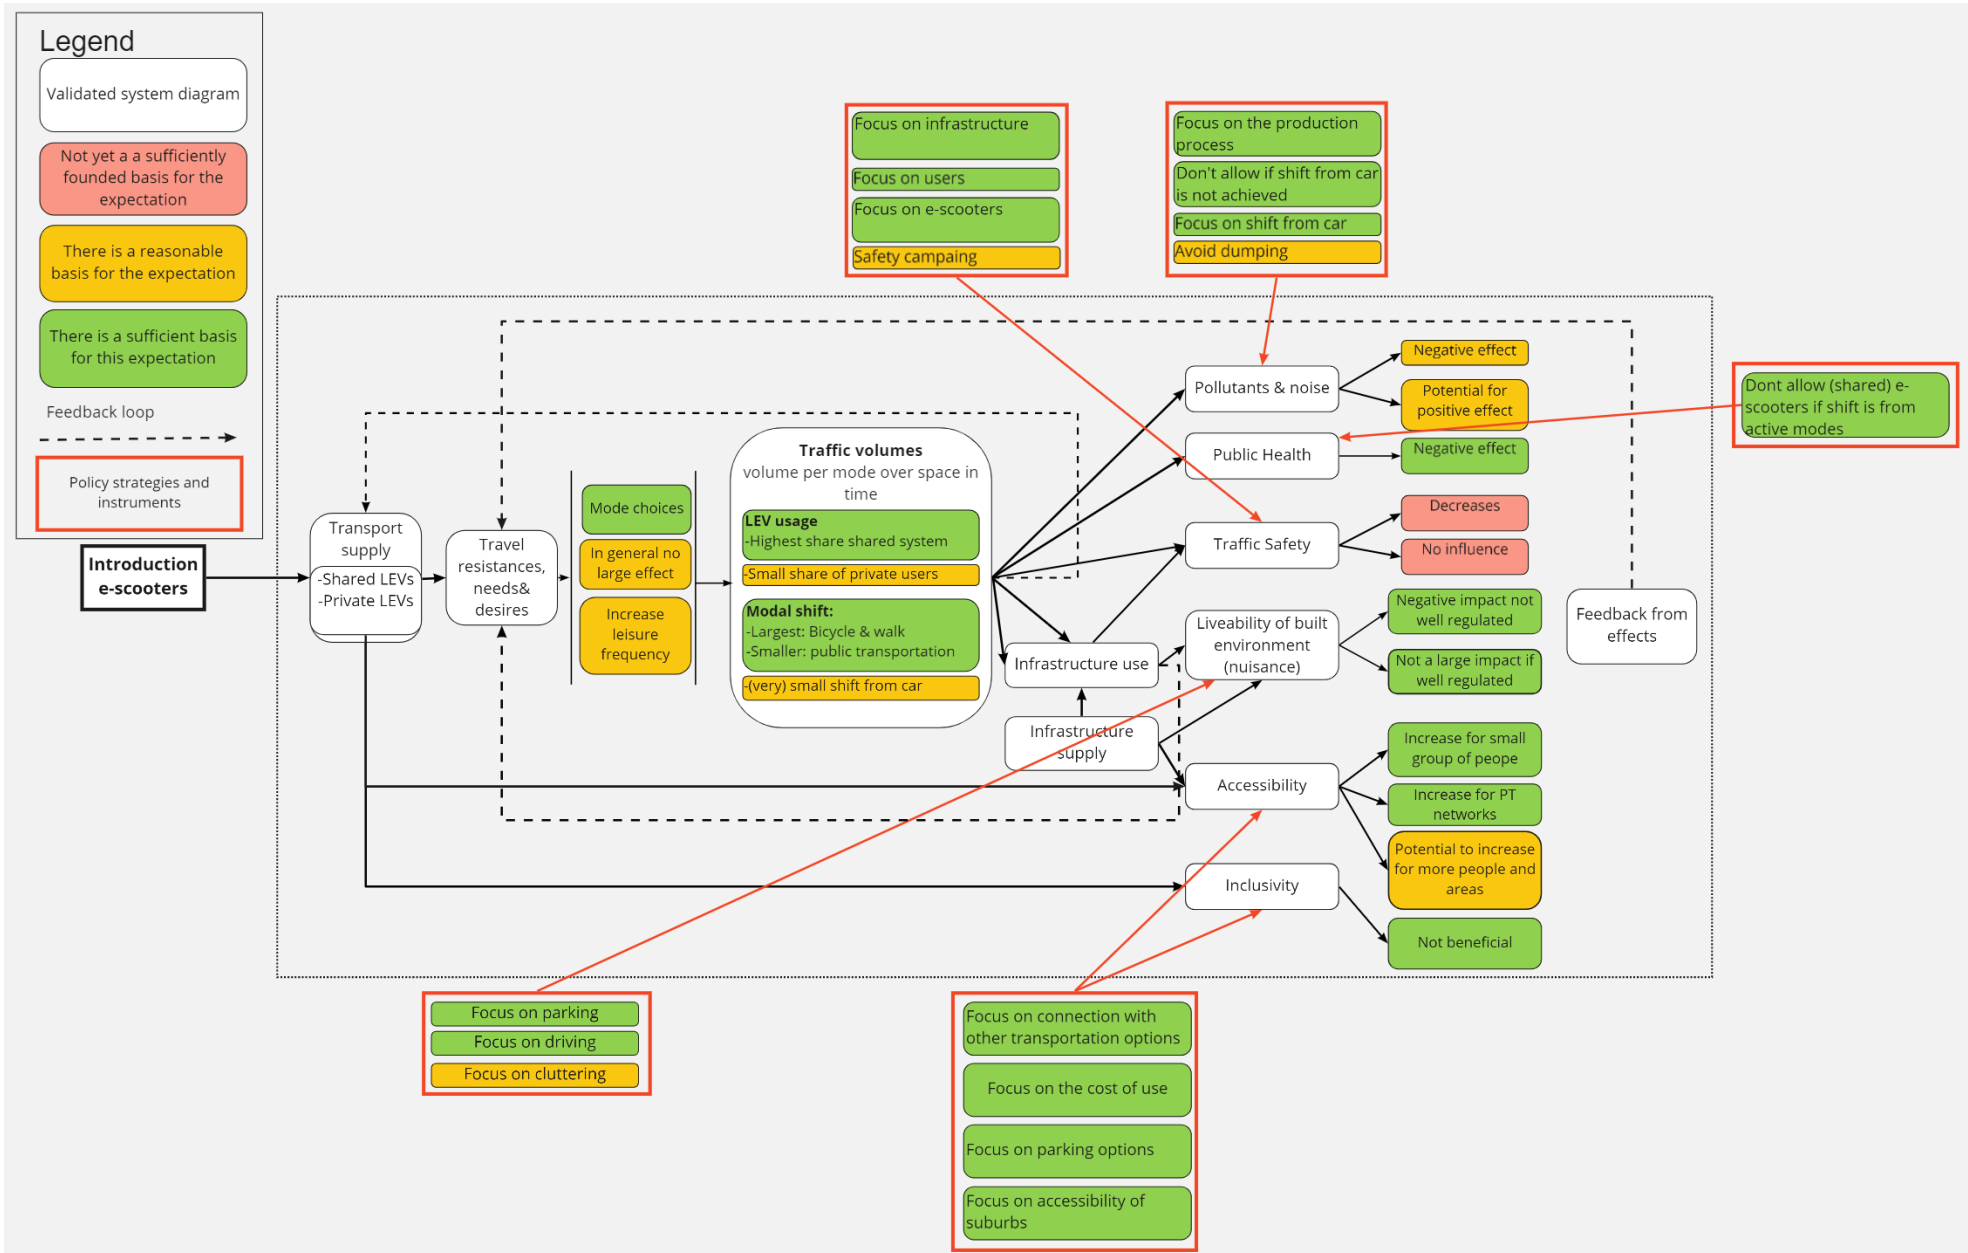 Legend
Validated system diagram
Not yet a a sufficiently
founded basis for the
expectation
There is a reasonable
basis for the expectation
There is a sufficient basis
for this expectation
Feedback loop
Policy strategies and
instruments
Introduction
e-scooters
Transport
supply
-Shared LEVs
-Private LEVs
Travel
resistances,
needs&
desires
Mode choices
In general no
large effect
Increase
leisure
frequency
Traffic volumes
volume per mode over space in
time
LEV usage
-Highest share shared system
-Small share of private users
Modal shift:
-Largest: Bicycle & walk
-Smaller: public transportation
-(very) small shift from car
Focus on infrastructure
Focus on users
Focus on e-scooters
Safety campaing
Focus on the production
process
Don't allow if shift from car
is not achieved
Focus on shift from car
Avoid dumping
Pollutants & noise
Negative effect
Potential for
positive effect
Public Health
Negative effect
Dont allow (shared) e-
scooters if shift is from
active modes
Traffic Safety
Decreases
No influence
Infrastructure use
Infrastructure
supply
Liveability of built
environment
(nuisance)
Negative impact not
well regulated
Not a large impact if
well regulated
Feedback from
effects
Accessibility
Increase for small
group of peope
Increase for PT
networks
Potential to increase
for more people and
areas
Inclusivity
Not beneficial
Focus on parking
Focus on driving
Focus on cluttering
Focus on connection with
other transportation options
Focus on the cost of use
Focus on parking options
Focus on accessibility of
suburbs